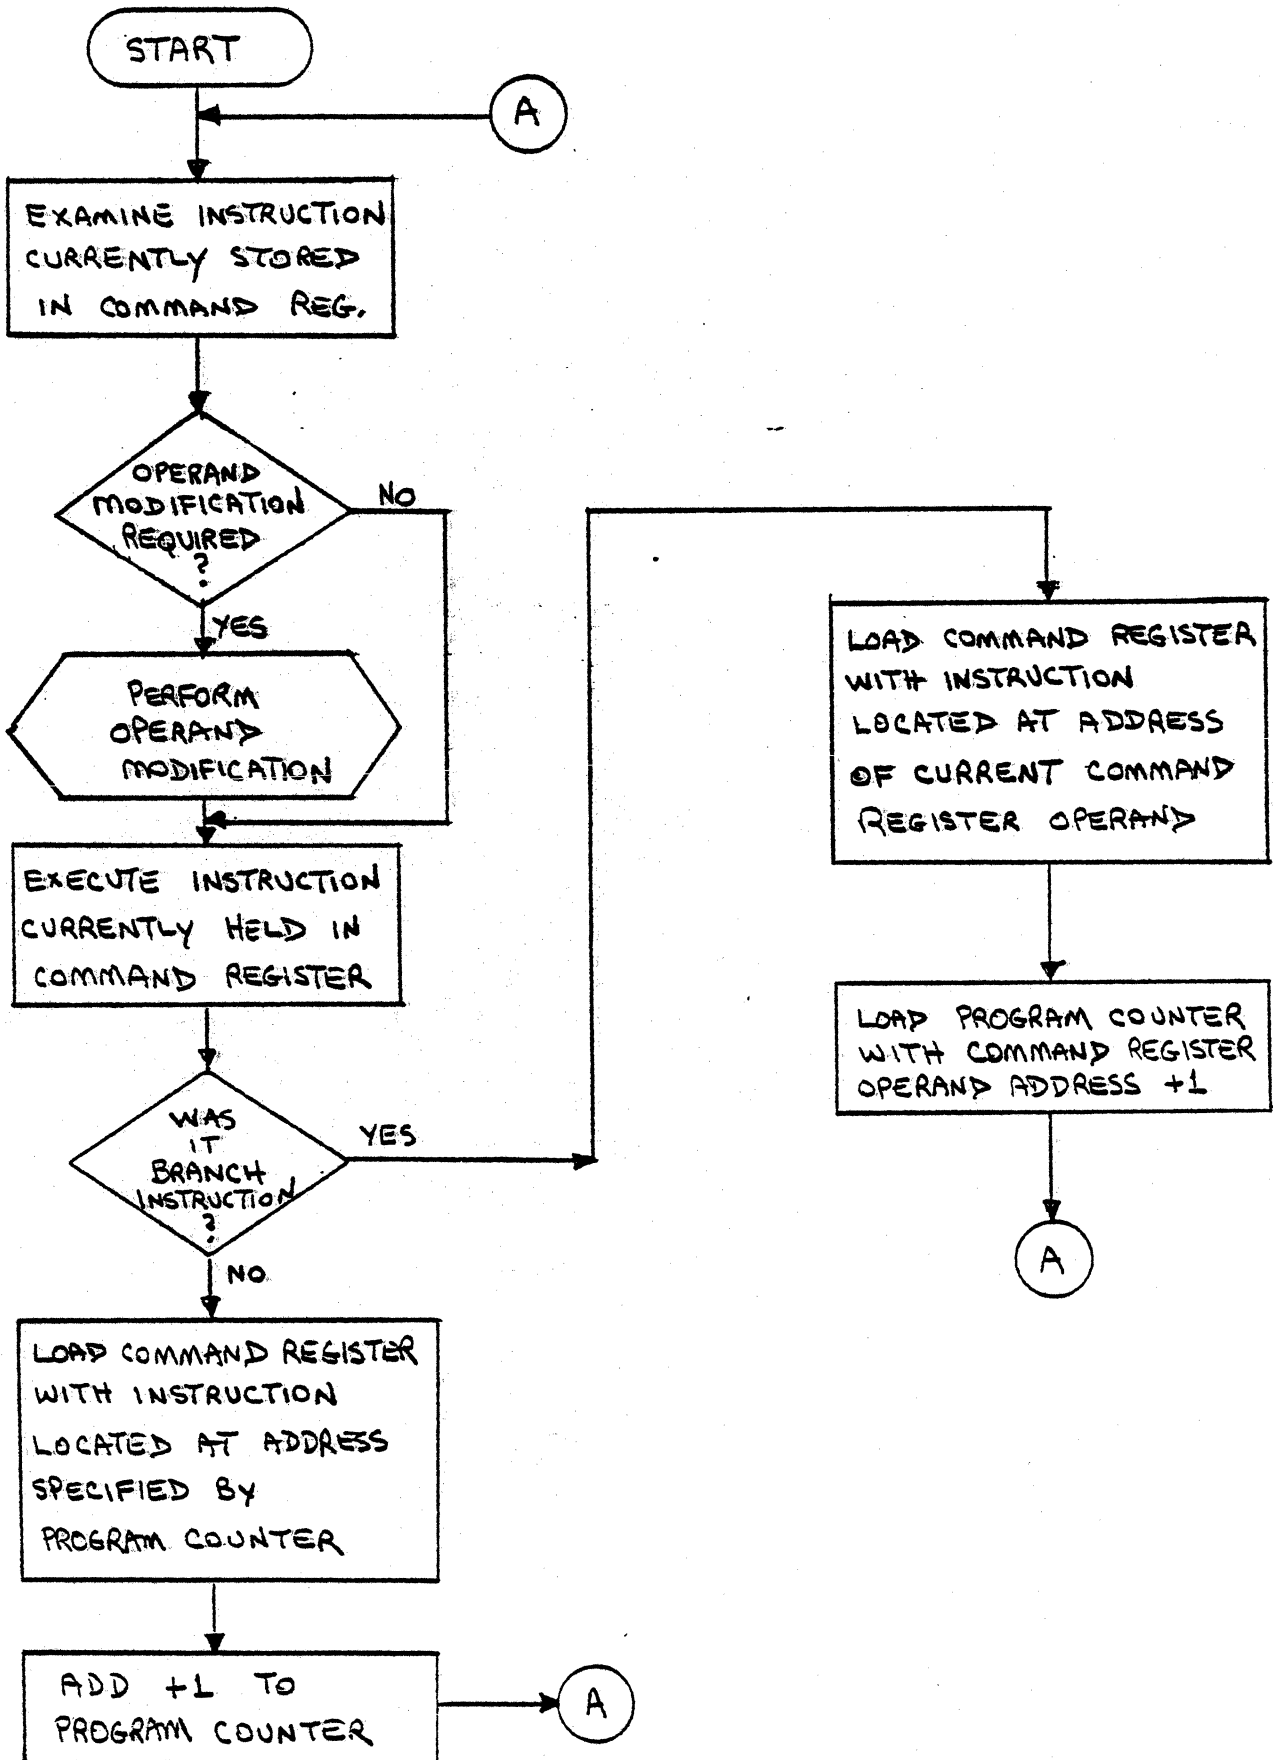 START
A
EXAMINE INSTRUCTION
CURRENTLY STORED
IN COMMAND REG.
OPERAND
MODIFICATION
REQUIRED
?
NO
YES
PERFORM
OPERAND
MODIFICATION
EXECUTE INSTRUCTION
CURRENTLY HELD IN
COMMAND REGISTER
WAS
IT
BRANCH
INSTRUCTION
?
YES
NO
LOAD COMMAND REGISTER
WITH INSTRUCTION
LOCATED AT ADDRESS
SPECIFIED BY
PROGRAM COUNTER
ADD +1 TO
PROGRAM COUNTER
A
LOAD COMMAND REGISTER
WITH INSTRUCTION
LOCATED AT ADDRESS
OF CURRENT COMMAND
REGISTER OPERAND
LOAD PROGRAM COUNTER
WITH COMMAND REGISTER
OPERAND ADDRESS +1
A